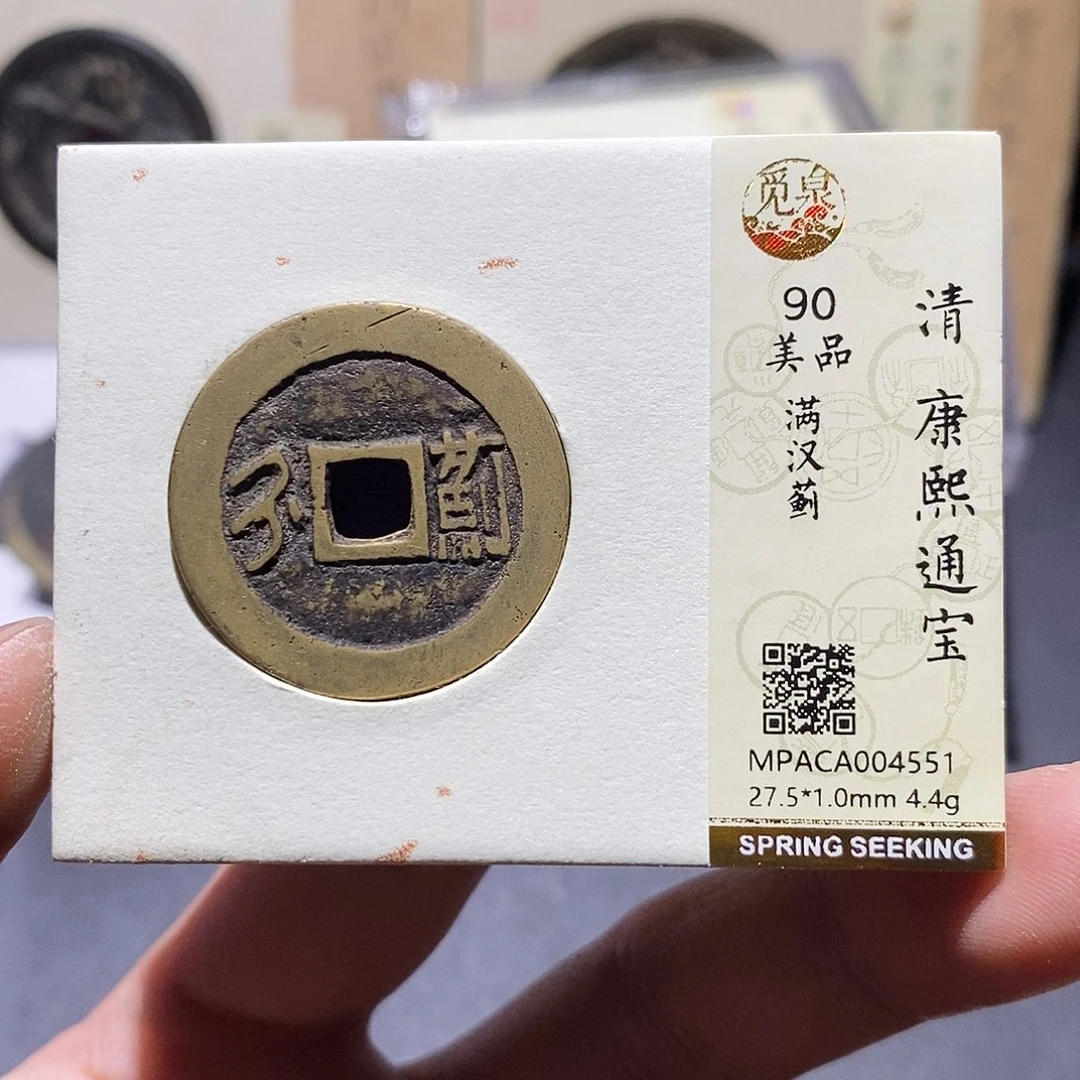 觅泉
90
美品
满汉蓟
清 康熙通宝
MPACA004551
27.5*1.0mm 4.4g
SPRING SEEKING
薊